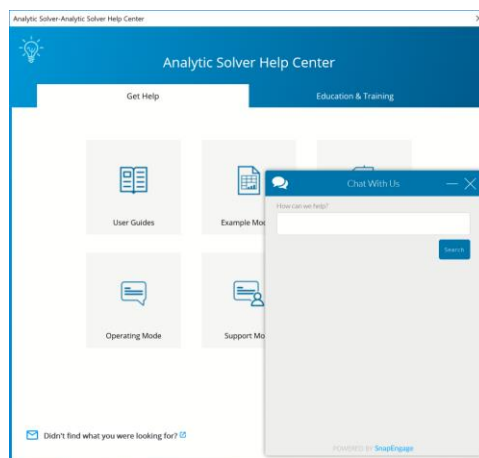 Analytic Solver-Analytic Solver Help Center
Analytic Solver Help Center
Get Help
Education & Training
User Guides
Example Mod
Operating Mode
Support Mo
Didn't find what you were looking for?
Chat With Us
How can we help?
Search
POWERED BY SnapEngage